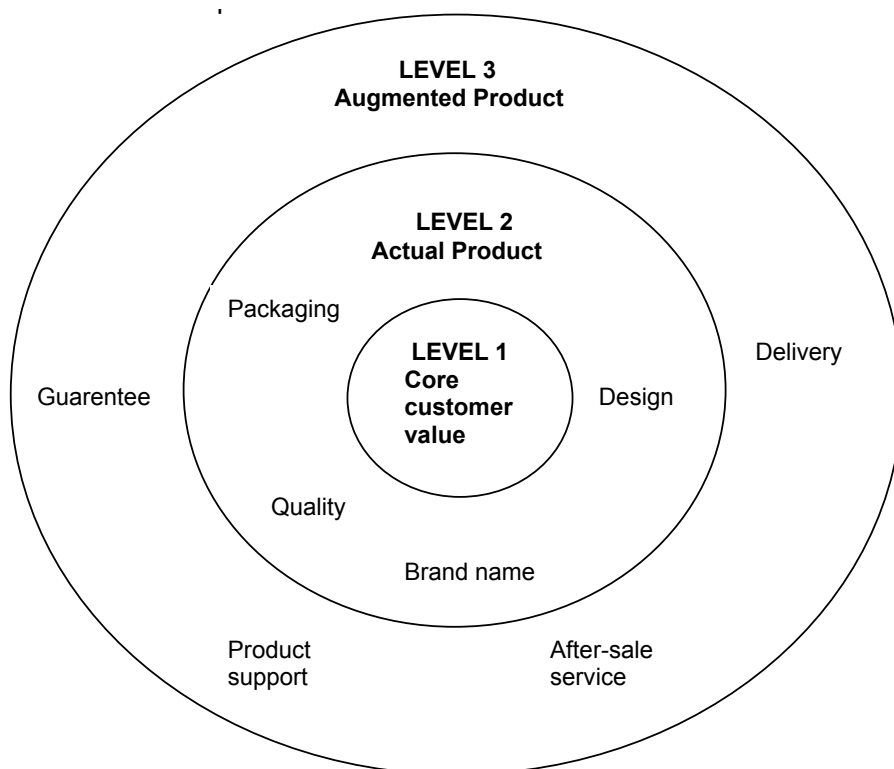 LEVEL 3
Augmented Product
LEVEL 2
Actual Product
Packaging
LEVEL 1
Core
customer
value
Delivery
Guarentee
Design
Quality
Brand name
Product
support
After-sale
service